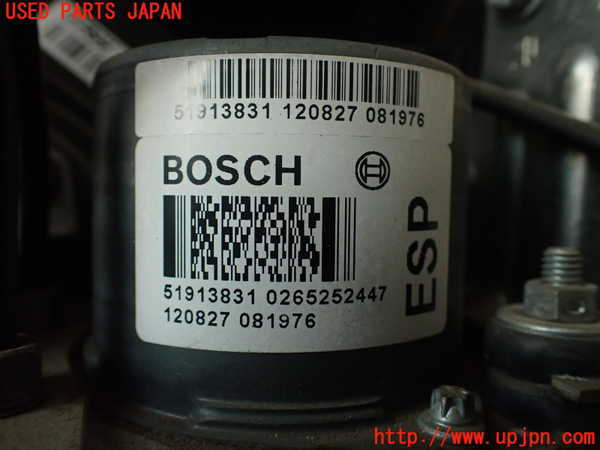 USED PARTS JAPAN
51913831 120827 081976
BOSCH
ESP
51913831 0265252447
120827 081976
http://www.upjpn.com/